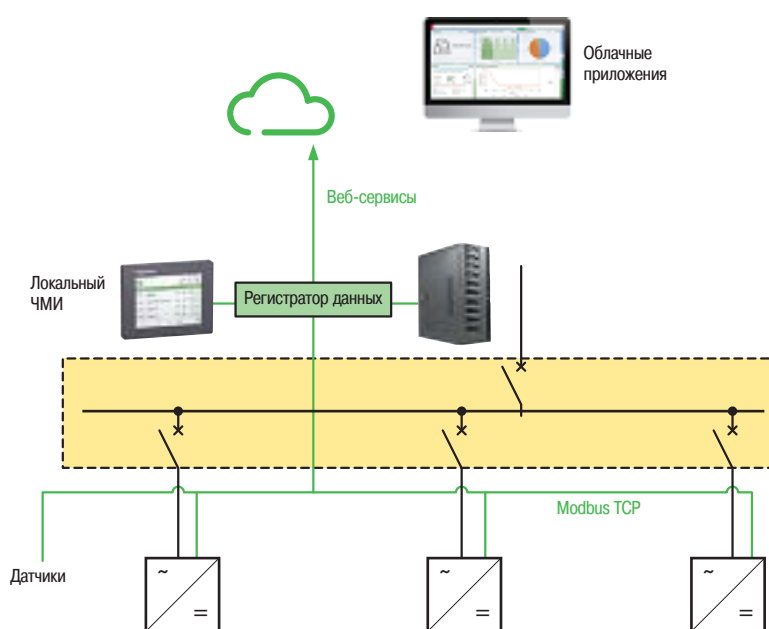 Облачные
приложения
Веб-сервисы
Локальный
ЧМИ
Регистратор данных
Modbus TCP
Датчики
~
=
~
=
~
=